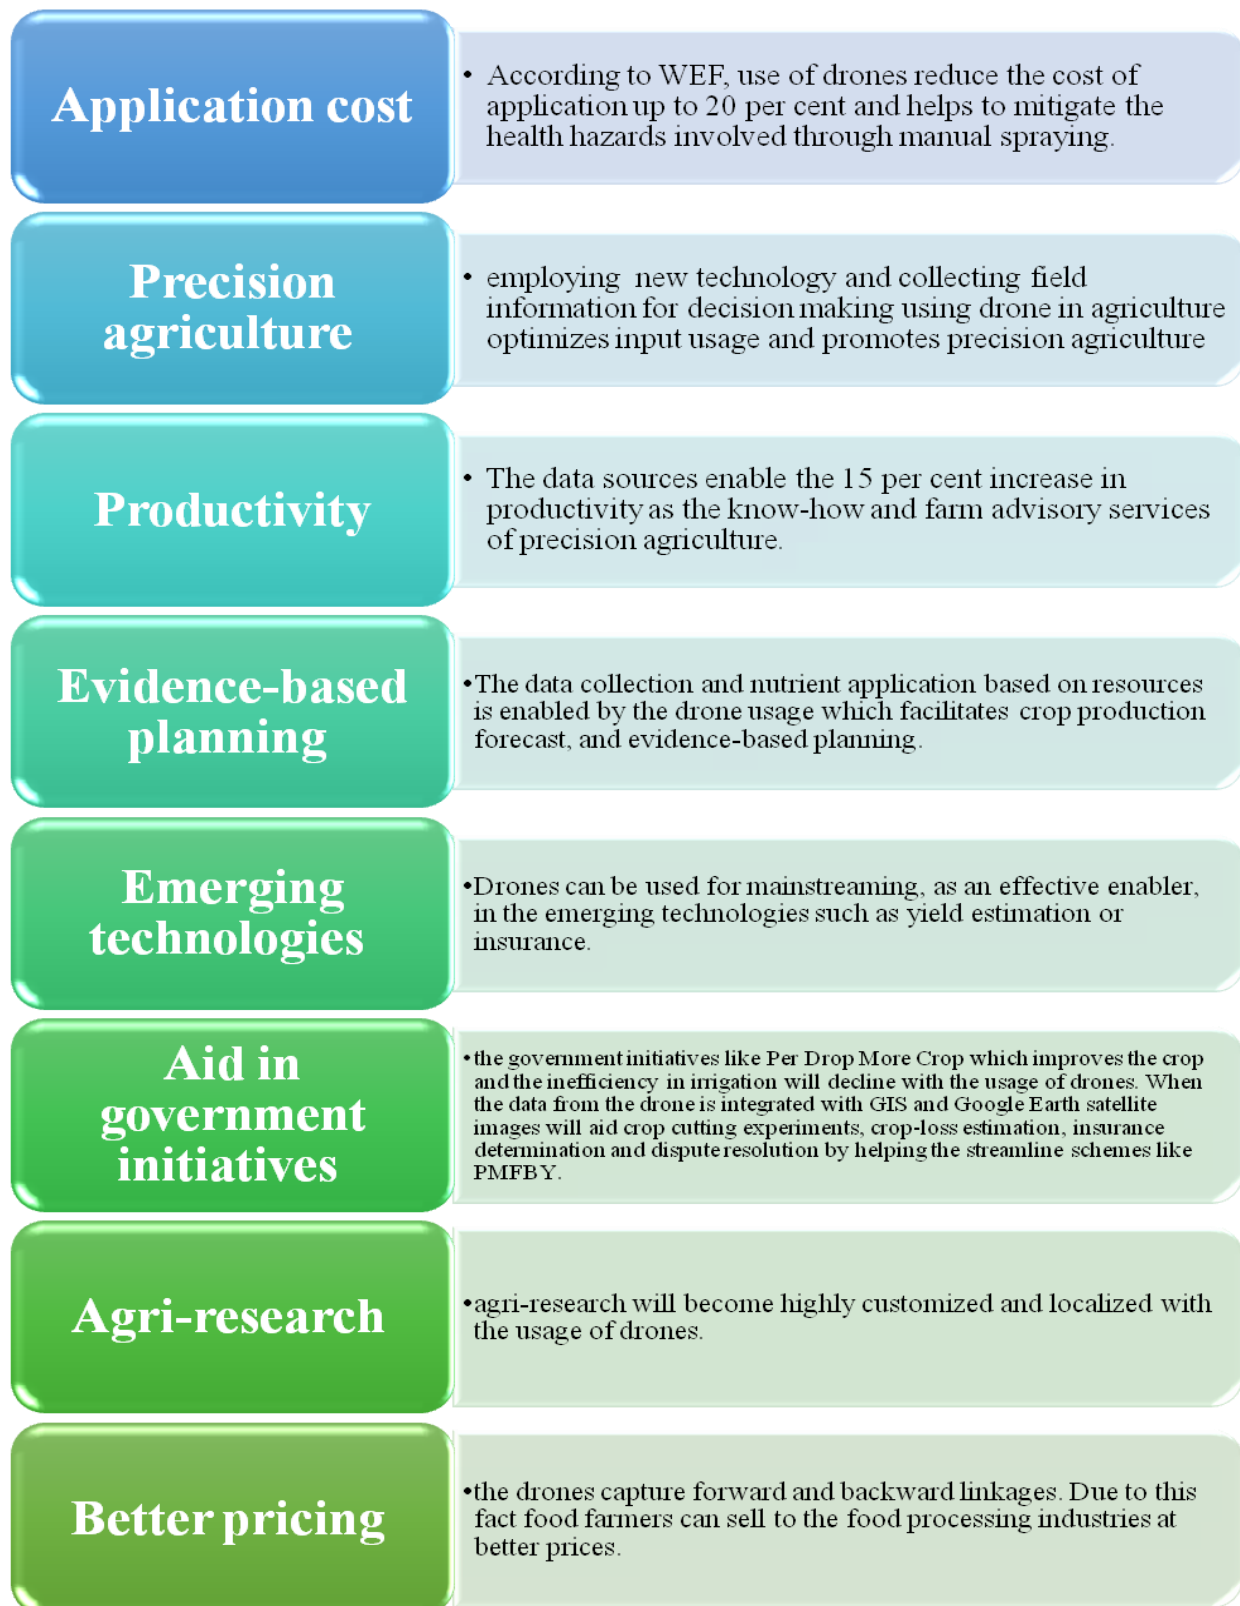 Application cost
• According to WEF, use of drones reduce the cost of
application up to 20 per cent and helps to mitigate the
health hazards involved through manual spraying.
Precision
agriculture
• employing new technology and collecting field
information for decision making using drone in agriculture
optimizes input usage and promotes precision agriculture
Productivity
• The data sources enable the 15 per cent increase in
productivity as the know-how and farm advisory services
of precision agriculture.
Evidence-based
planning
•The data collection and nutrient application based on resources
is enabled by the drone usage which facilitates crop production
forecast, and evidence-based planning.
Emerging
technologies
•Drones can be used for mainstreaming, as an effective enabler,
in the emerging technologies such as yield estimation or
insurance.
Aid in
government
initiatives
•the government initiatives like Per Drop More Crop which improves the crop
and the inefficiency in irrigation will decline with the usage of drones. When
the data from the drone is integrated with GIS and Google Earth satellite
images will aid crop cutting experiments, crop-loss estimation, insurance
determination and dispute resolution by helping the streamline schemes like
PMFBY.
Agri-research
•agri-research will become highly customized and localized with
the usage of drones.
Better pricing
•the drones capture forward and backward linkages. Due to this
fact food farmers can sell to the food processing industries at
better prices.